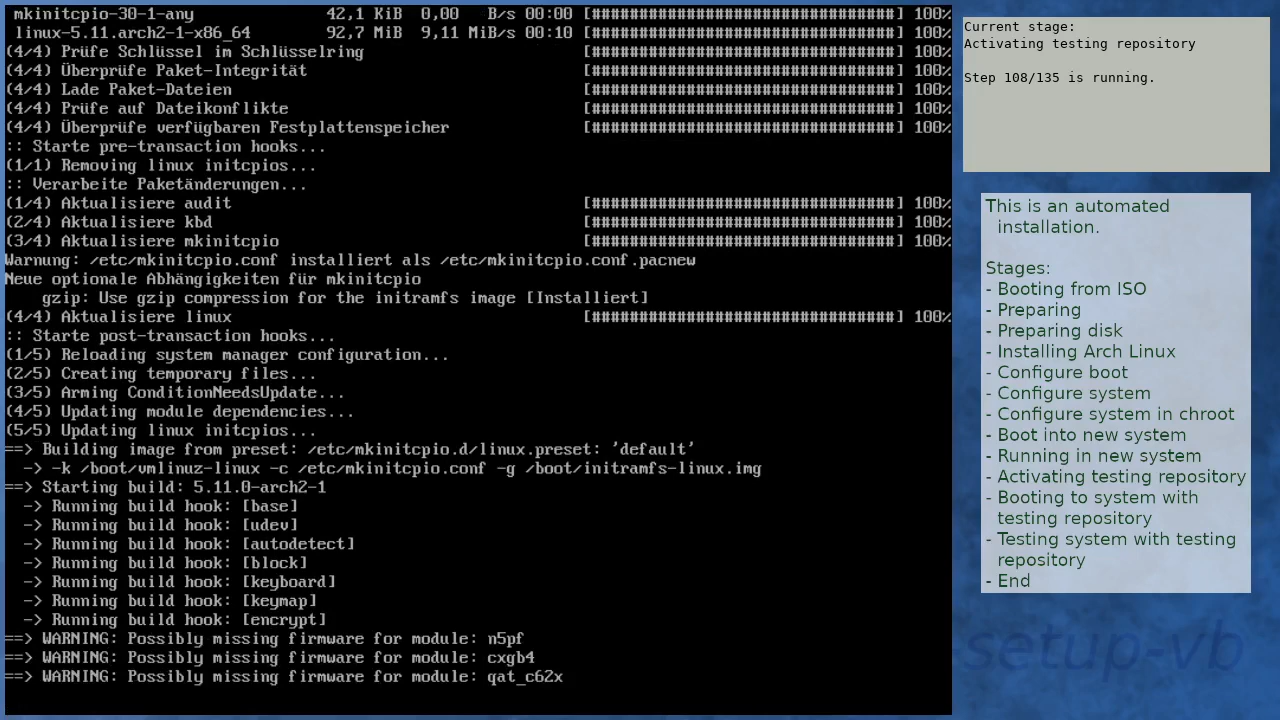 mkinitcpio-30-1-any 42,1 KiB 0,00 B/s 00:00 [################################] 100%
linux-5.11.arch2-1-x86_64 92,7 MiB 9,11 MiB/s 00:10 [################################] 100%
(4/4) Prüfe Schlüssel im Schlüsselring [################################] 100%
(4/4) Überprüfe Paket-Integrität [################################] 100%
(4/4) Lade Paket-Dateien [################################] 100%
(4/4) Prüfe auf Dateikonflikte [################################] 100%
(4/4) Überprüfe verfügbaren Festplattenspeicher [################################] 100%
:: Starte pre-transaction hooks...
(1/1) Removing linux initcpios...
:: Verarbeite Paketänderungen...
(1/4) Aktualisiere audit [################################] 100%
(2/4) Aktualisiere kbd [################################] 100%
(3/4) Aktualisiere mkinitcpio [################################] 100%
Warnung: /etc/mkinitcpio.conf installiert als /etc/mkinitcpio.conf.pacnew
Neue optionale Abhängigkeiten für mkinitcpio
gzip: Use gzip compression for the initramfs image [Installiert]
(4/4) Aktualisiere linux [################################] 100%
:: Starte post-transaction hooks...
(1/5) Reloading system manager configuration...
(2/5) Creating temporary files...
(3/5) Arming ConditionNeedsUpdate...
(4/5) Updating module dependencies...
(5/5) Updating linux initcpios...
==> Building image from preset: /etc/mkinitcpio.d/linux.preset: 'default'
-> -k /boot/vmlinuz-linux -c /etc/mkinitcpio.conf -g /boot/initramfs-linux.img
==> Starting build: 5.11.0-arch2-1
-> Running build hook: [base]
-> Running build hook: [udev]
-> Running build hook: [autodetect]
-> Running build hook: [block]
-> Running build hook: [keyboard]
-> Running build hook: [keymap]
-> Running build hook: [encrypt]
==> WARNING: Possibly missing firmware for module: n5pf
==> WARNING: Possibly missing firmware for module: cxgb4
==> WARNING: Possibly missing firmware for module: qat_c62x
Current stage:
Activating testing repository
Step 108/135 is running.
This is an automated
installation.
Stages:
- Booting from ISO
- Preparing
- Preparing disk
- Installing Arch Linux
- Configure boot
- Configure system
- Configure system in chroot
- Boot into new system
- Running in new system
- Activating testing repository
- Booting to system with
testing repository
- Testing system with testing
repository
- End
setup-vb